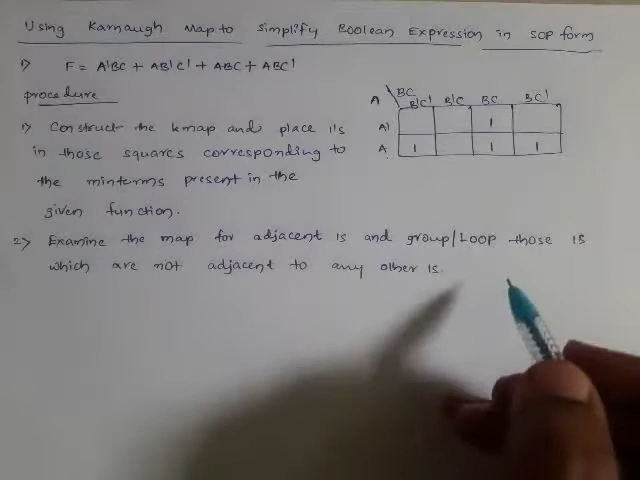 Using Karnaugh Map to simplify Boolean Expression in SOP form
1) F = A'BC + AB'C' + ABC + ABC'
procedure
A \ BC B'C' B'C BC BC'
A' 1
A 1 1 1
1) Construct the kmap and place 1s
in those squares corresponding to
the minterms present in the
given function.
2) Examine the map for adjacent 1s and group/Loop those 1s
which are not adjacent to any other 1s.